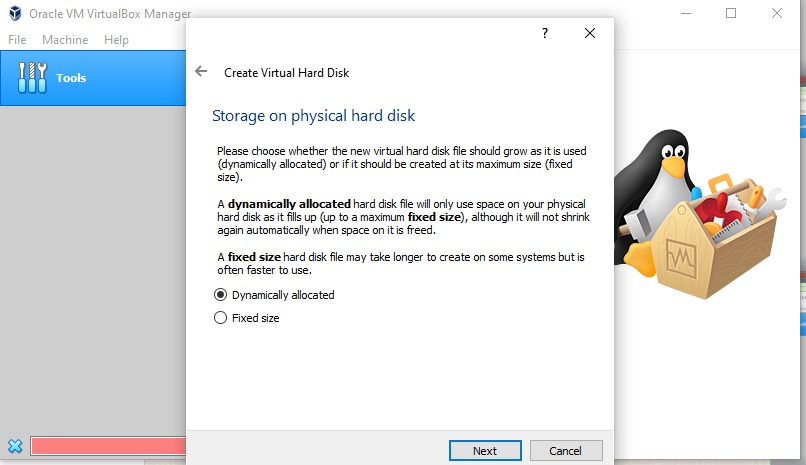 Oracle VM VirtualBox Manager
File Machine Help
Tools
?
Create Virtual Hard Disk
Storage on physical hard disk
Please choose whether the new virtual hard disk file should grow as it is used
(dynamically allocated) or if it should be created at its maximum size (fixed
size).
A dynamically allocated hard disk file will only use space on your physical
hard disk as it fills up (up to a maximum fixed size), although it will not shrink
again automatically when space on it is freed.
A fixed size hard disk file may take longer to create on some systems but is
often faster to use.
Dynamically allocated
Fixed size
Next Cancel